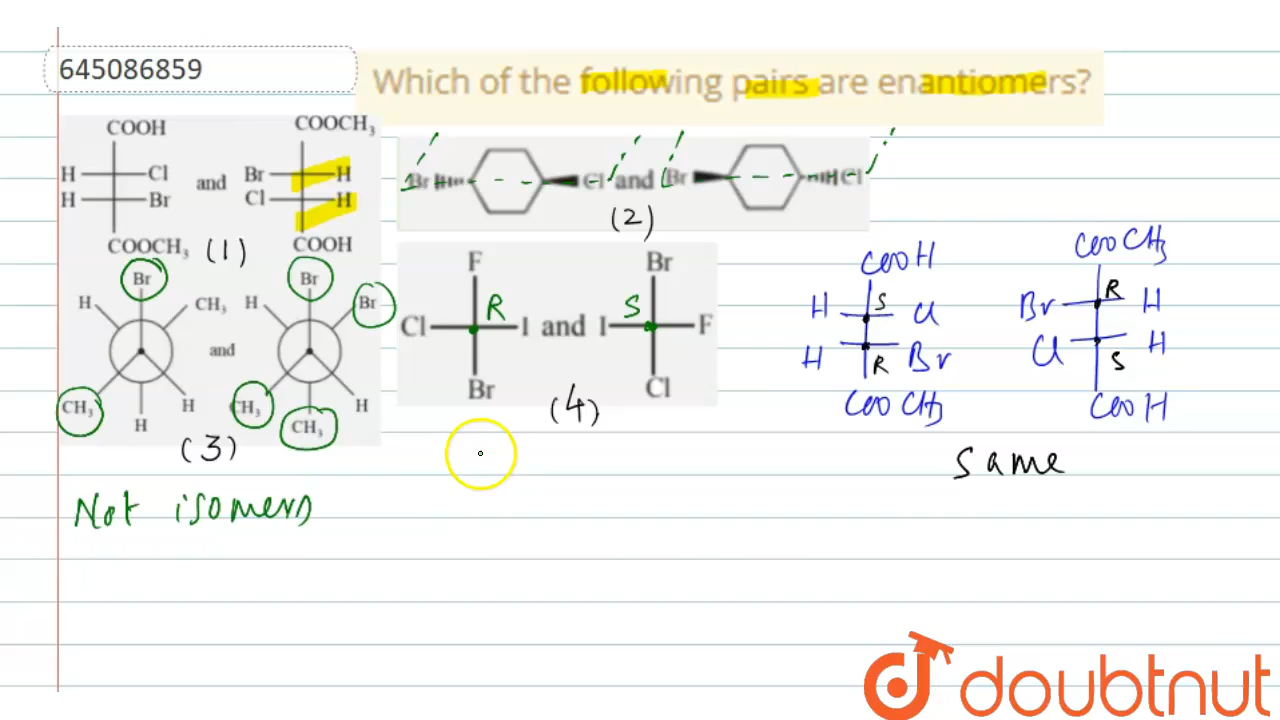 645086859
Which of the following pairs are enantiomers?
COOH
H Cl
H Br
COOCH3
(1)
and
COOCH3
Br H
Cl H
COOH
Br Cl and Br Cl
(2)
Br
H CH3
CH3 H
H
and
Br
H Br
CH3 H
CH3
(3)
F
R
Cl I and
Br
Br
S
I F
Cl
(4)
COOH
S
H Cl
H Br
R
COOCH3
COOCH3
R
Br H
Cl H
S
COOH
Same
Not isomers
doubtnut